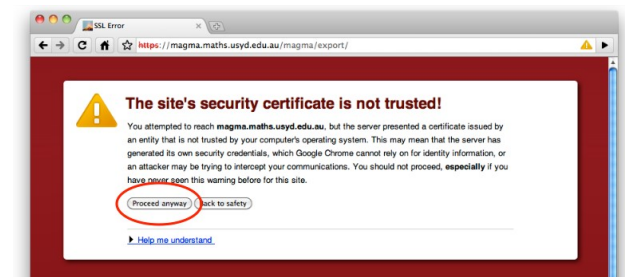 SSL Error
https://magma.maths.usyd.edu.au/magma/export/
The site's security certificate is not trusted!
You attempted to reach magma.maths.usyd.edu.au, but the server presented a certificate issued by
an entity that is not trusted by your computer's operating system. This may mean that the server has
generated its own security credentials, which Google Chrome cannot rely on for identity information, or
an attacker may be trying to intercept your communications. You should not proceed, especially if you
have never seen this warning before for this site.
Proceed anyway Back to safety
Help me understand